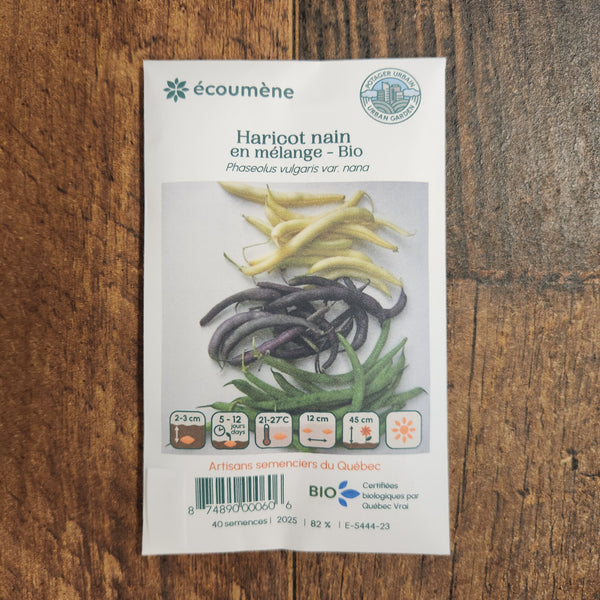 écoumène
POTAGER URBAIN
URBAN GARDEN
Haricot nain
en mélange - Bio
Phaseolus vulgaris var. nana
2-3 cm
5 - 12
jours
days
21-27°C
12 cm
45 cm
Artisans semenciers du Québec
8 74890 00060 6
BIO
Certifiées
biologiques par
Québec Vrai
40 semences | 2025 | 82 % | E-5444-23